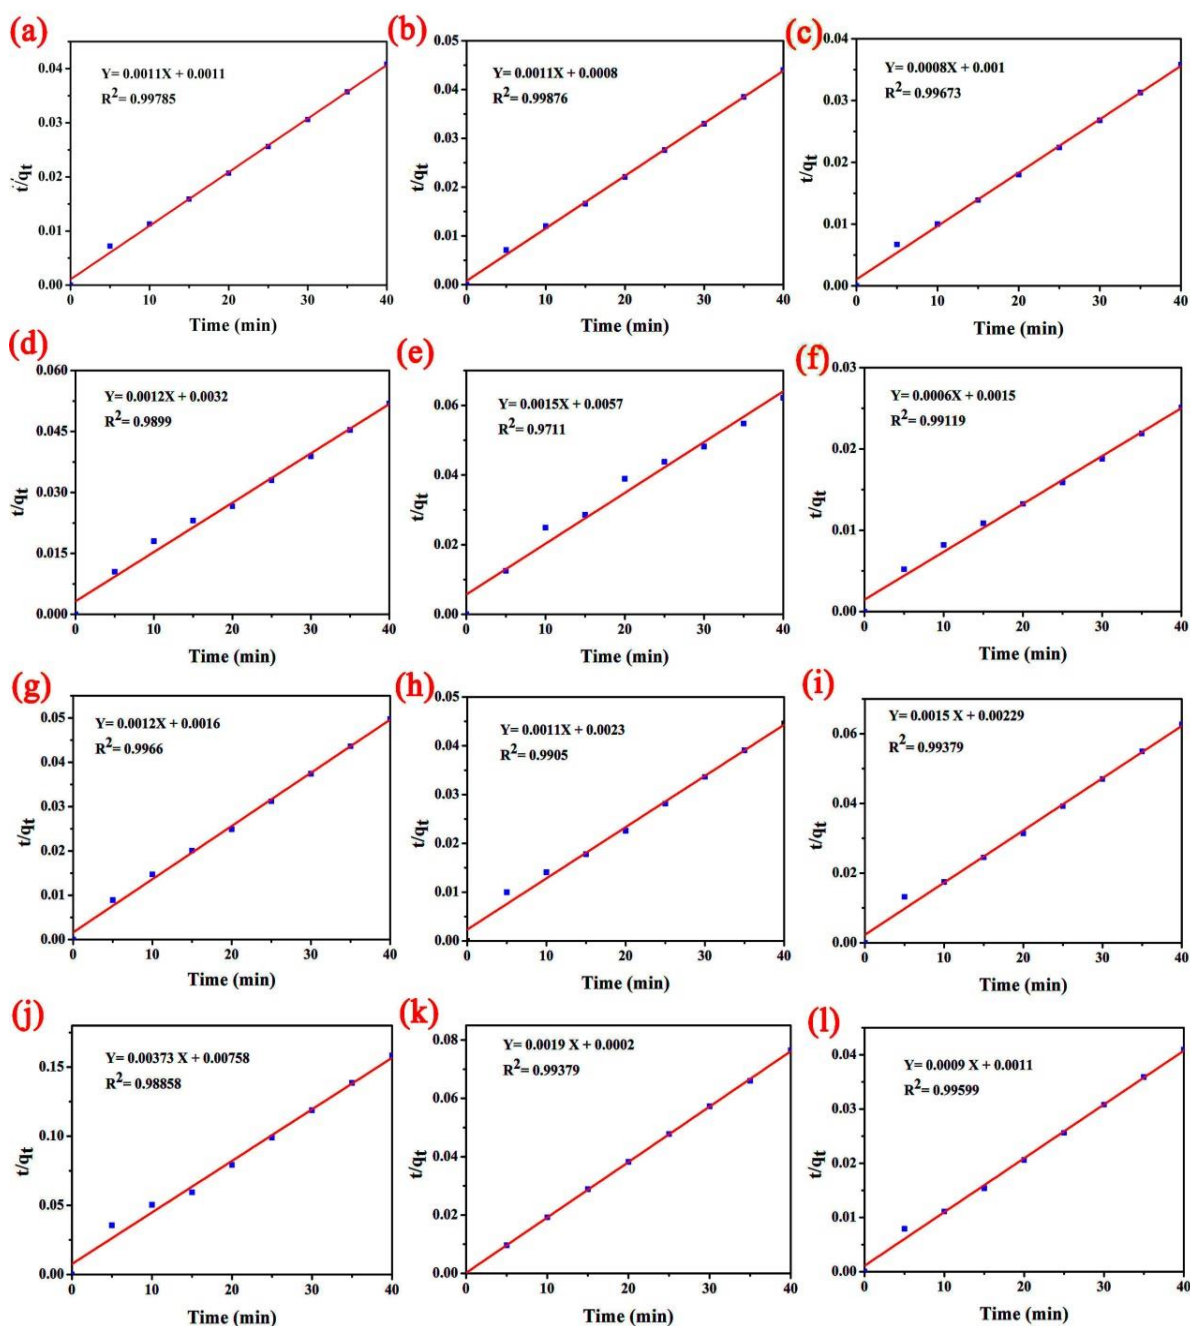 (a)
Y= 0.0011X + 0.0011
R²= 0.99785
0.04
0.03
0.02
0.01
0.00
t/qt
0 10 20 30 40
Time (min)
(b)
Y= 0.0011X + 0.0008
R²= 0.99876
0.05
0.04
0.03
0.02
0.01
0.00
t/qt
0 10 20 30 40
Time (min)
(c)
Y= 0.0008X + 0.001
R²= 0.99673
0.04
0.03
0.02
0.01
0.00
t/qt
0 10 20 30 40
Time (min)
(d)
Y= 0.0012X + 0.0032
R²= 0.9899
0.060
0.045
0.030
0.015
0.000
t/qt
0 10 20 30 40
Time (min)
(e)
Y= 0.0015X + 0.0057
R²= 0.9711
0.06
0.04
0.02
0.00
t/qt
0 10 20 30 40
Time (min)
(f)
Y= 0.0006X + 0.0015
R²= 0.99119
0.03
0.02
0.01
0.00
t/qt
0 10 20 30 40
Time (min)
(g)
Y= 0.0012X + 0.0016
R²= 0.9966
0.05
0.04
0.03
0.02
0.01
0.00
t/qt
0 10 20 30 40
Time (min)
(h)
Y= 0.0011X + 0.0023
R²= 0.9905
0.05
0.04
0.03
0.02
0.01
0.00
t/qt
0 10 20 30 40
Time (min)
(i)
Y= 0.0015 X + 0.00229
R²= 0.99379
0.06
0.04
0.02
0.00
t/qt
0 10 20 30 40
Time (min)
(j)
Y= 0.00373 X + 0.00758
R²= 0.98858
0.15
0.10
0.05
0.00
t/qt
0 10 20 30 40
Time (min)
(k)
Y= 0.0019 X + 0.0002
R²= 0.99379
0.08
0.06
0.04
0.02
0.00
t/qt
0 10 20 30 40
Time (min)
(l)
Y= 0.0009 X + 0.0011
R²= 0.99599
0.04
0.03
0.02
0.01
0.00
t/qt
0 10 20 30 40
Time (min)